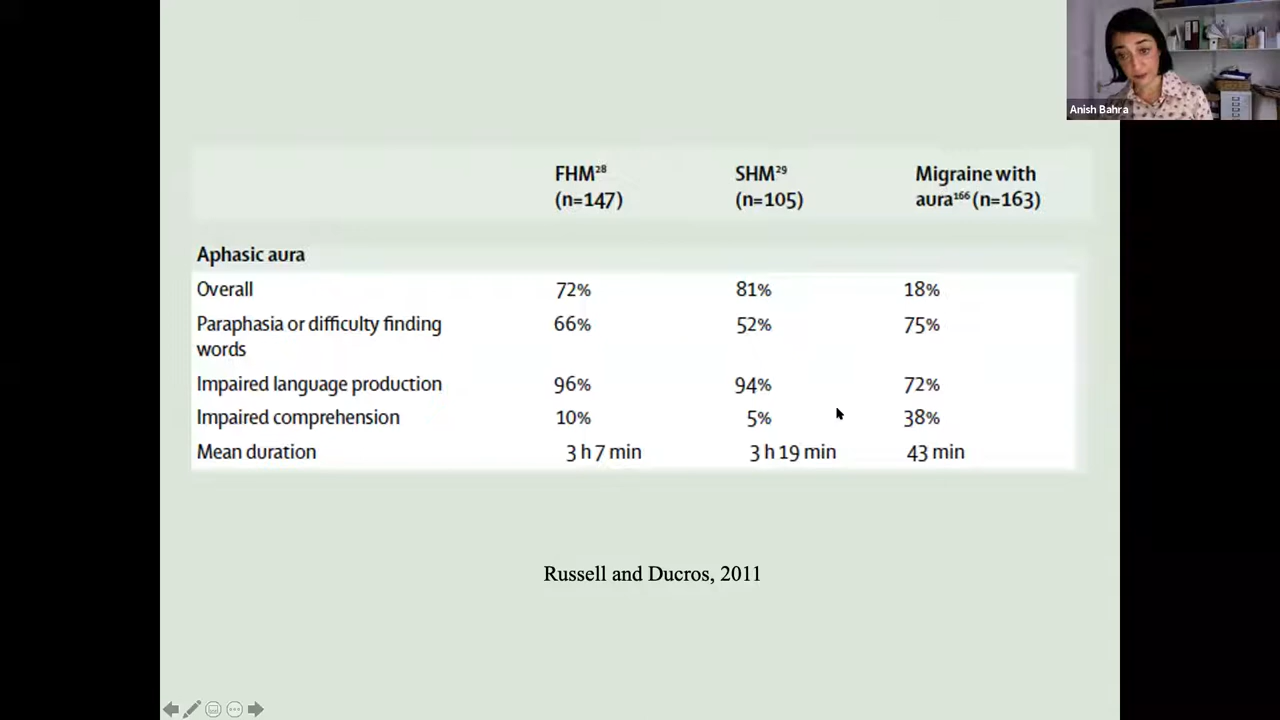 Anish Bahra
FHM28 SHM29 Migraine with
(n=147) (n=105) aura166 (n=163)
Aphasic aura
Overall 72% 81% 18%
Paraphasia or difficulty finding 66% 52% 75%
words
Impaired language production 96% 94% 72%
Impaired comprehension 10% 5% 38%
Mean duration 3 h 7 min 3 h 19 min 43 min
Russell and Ducros, 2011